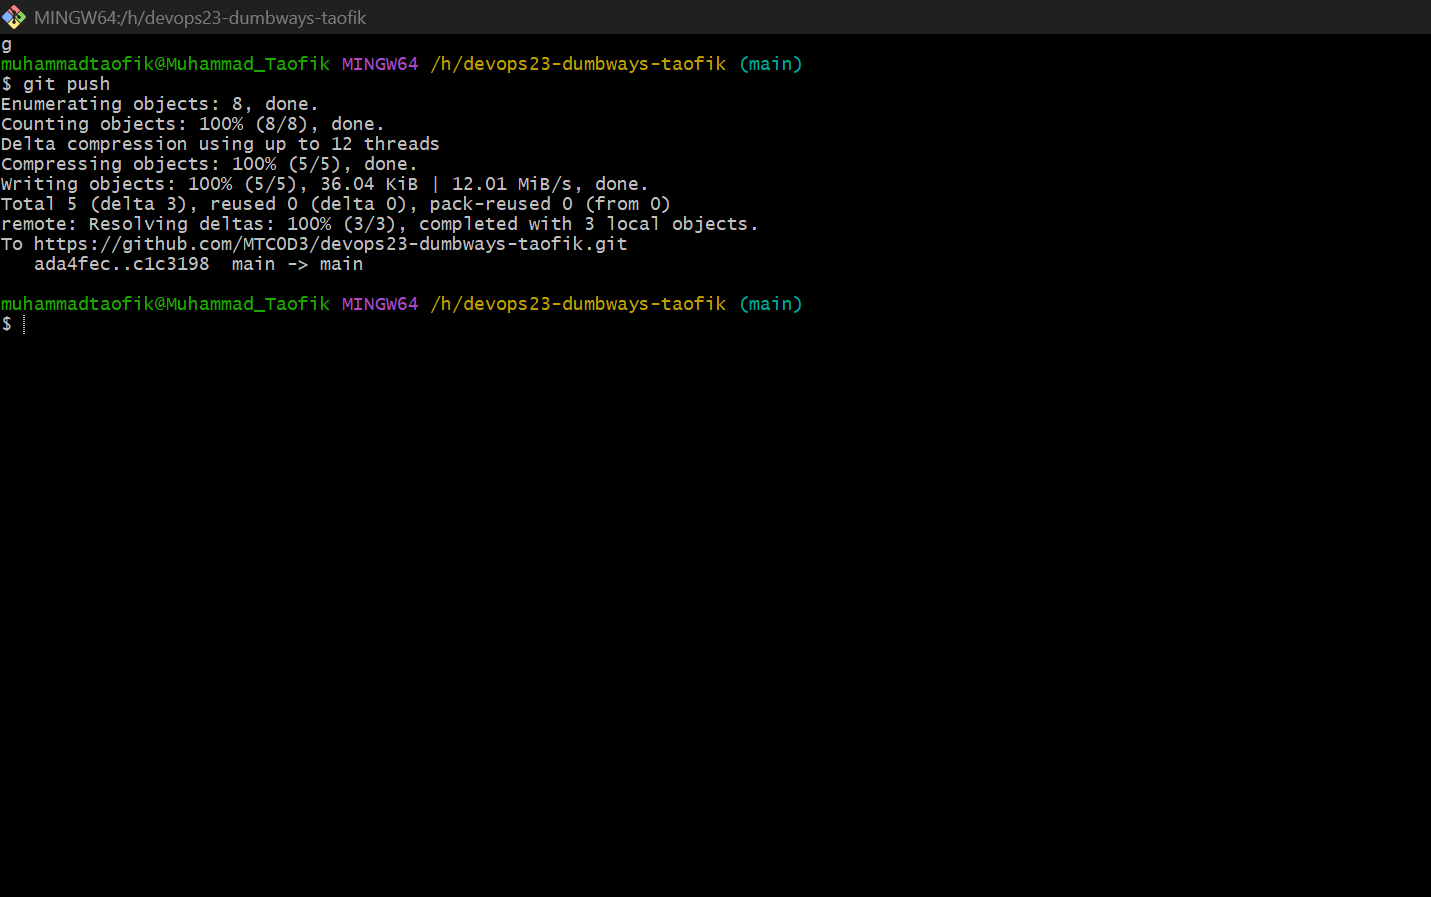 MINGW64:/h/devops23-dumbways-taofik
g
muhammadtaofik@Muhammad_Taofik MINGW64 /h/devops23-dumbways-taofik (main)
$ git push
Enumerating objects: 8, done.
Counting objects: 100% (8/8), done.
Delta compression using up to 12 threads
Compressing objects: 100% (5/5), done.
Writing objects: 100% (5/5), 36.04 KiB | 12.01 MiB/s, done.
Total 5 (delta 3), reused 0 (delta 0), pack-reused 0 (from 0)
remote: Resolving deltas: 100% (3/3), completed with 3 local objects.
To https://github.com/MTCOD3/devops23-dumbways-taofik.git
   ada4fec..c1c3198  main -> main
muhammadtaofik@Muhammad_Taofik MINGW64 /h/devops23-dumbways-taofik (main)
$